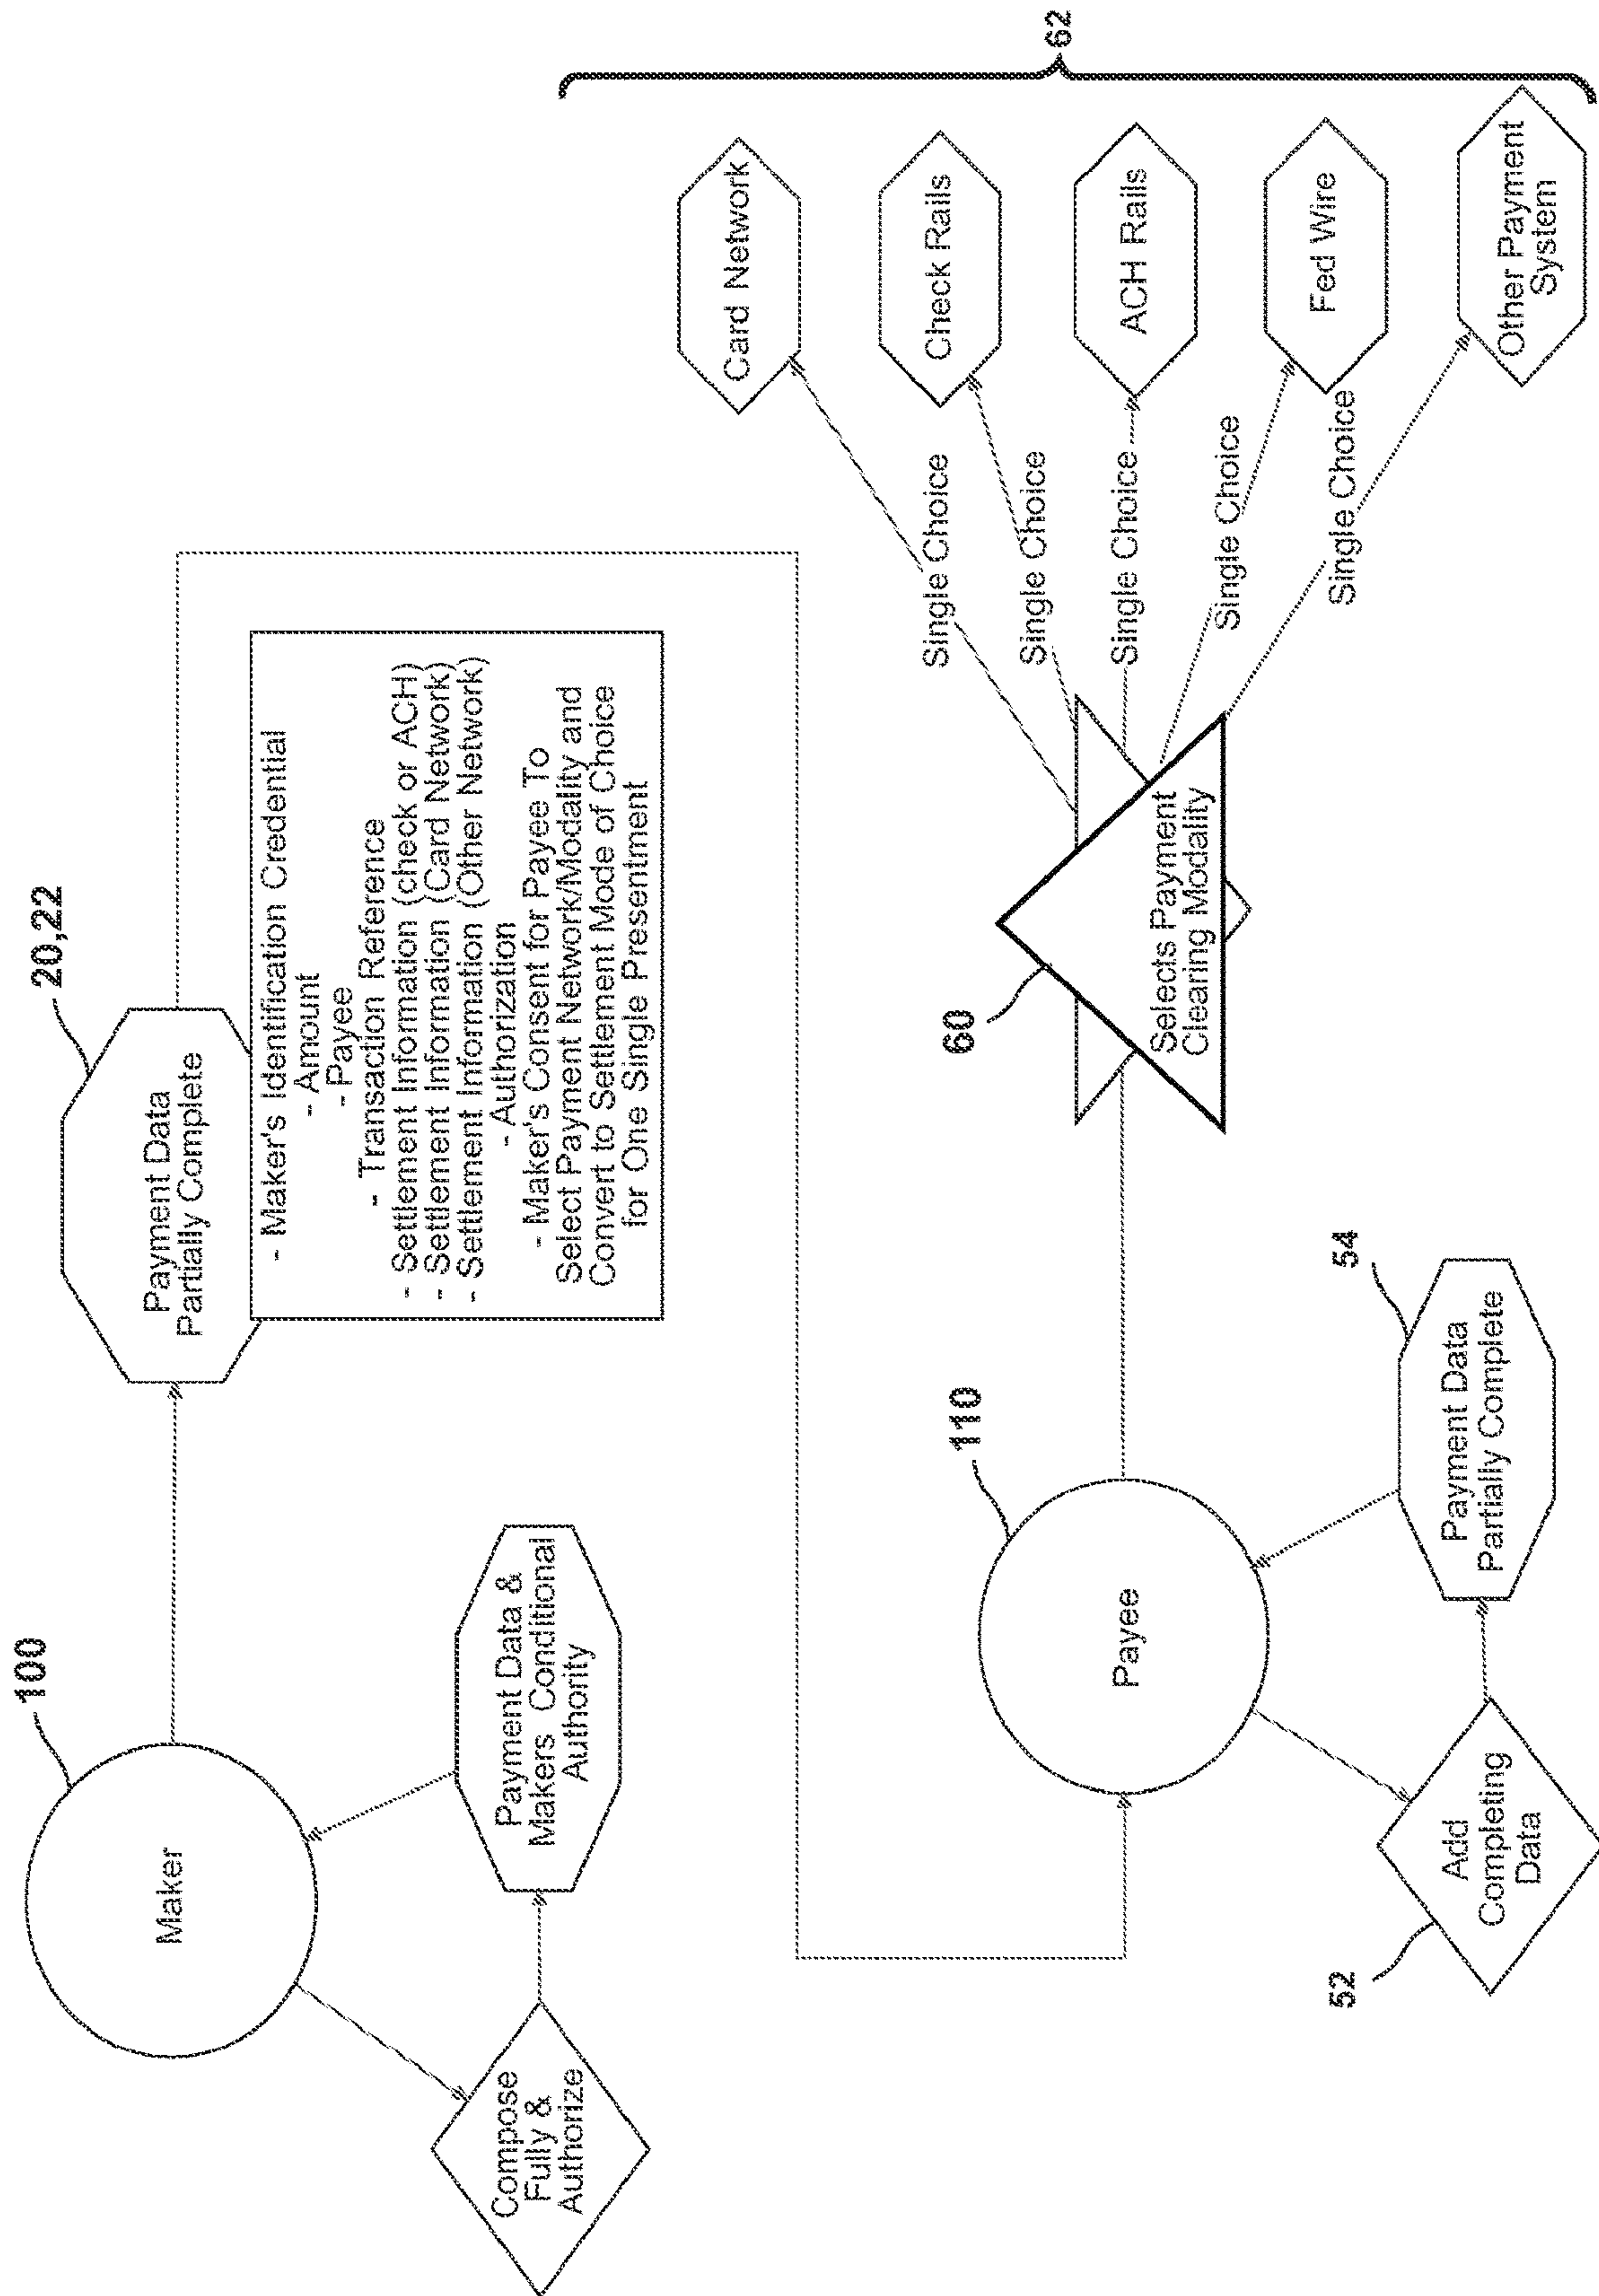 100
Maker
Compose
Fully &
Authorize
Payment Data &
Makers Conditional
Authority
20,22
Payment Data
Partially Complete
- Maker's Identification Credential
- Amount
- Payee
- Transaction Reference
- Settlement Information (check or ACH)
- Settlement Information (Card Network)
- Settlement Information (Other Network)
- Authorization
- Maker's Consent for Payee To
Select Payment Network/Modality and
Convert to Settlement Mode of Choice
for One Single Presentment
110
Payee
52
Add
Completing
Data
54
Payment Data
Partially Complete
60
Selects Payment
Clearing Modality
Single Choice
Single Choice
Single Choice
Single Choice
Single Choice
Card Network
Check Rails
ACH Rails
Fed Wire
Other Payment
System
62